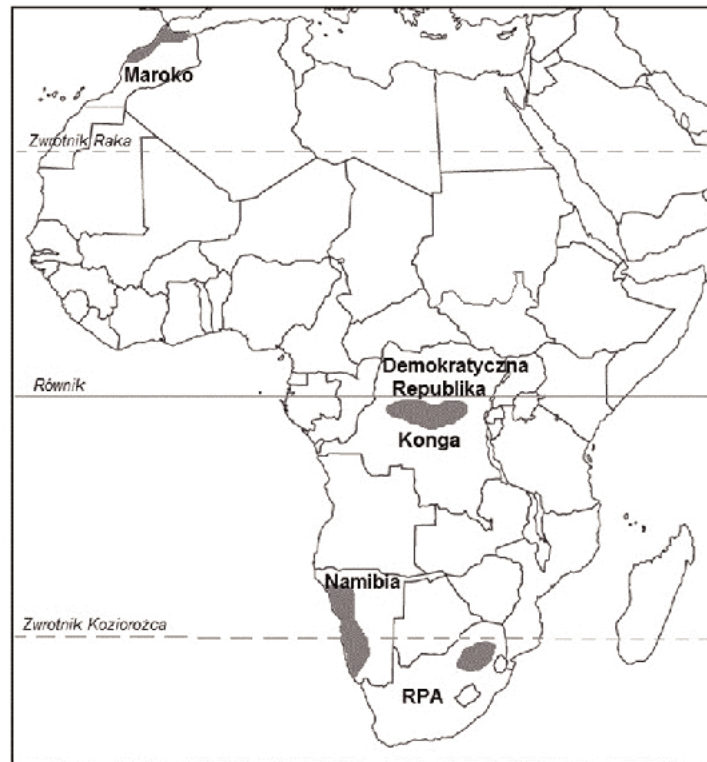 Maroko
Zwrotnik Raka
Równik
Demokratyczna
Republika
Konga
Namibia
Zwrotnik Koziorożca
RPA